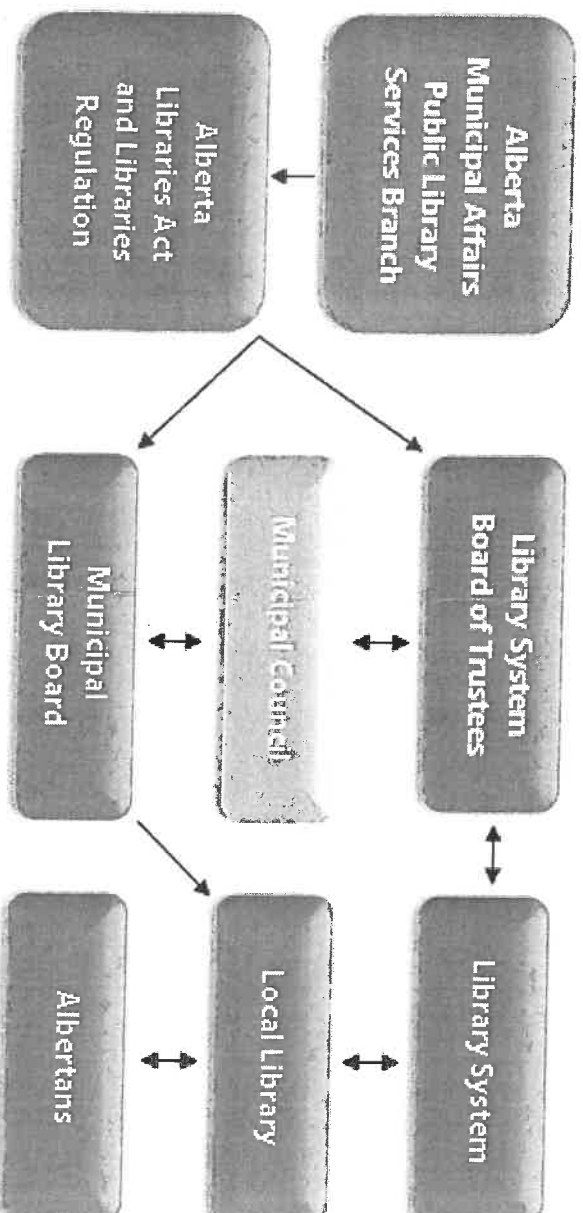 Alberta
Municipal Affairs
Public Library
Services Branch
Alberta
Libraries Act
and Libraries
Regulation
Library System
Board of Trustees
Municipal Council
Municipal
Library Board
Library System
Local Library
Albertans